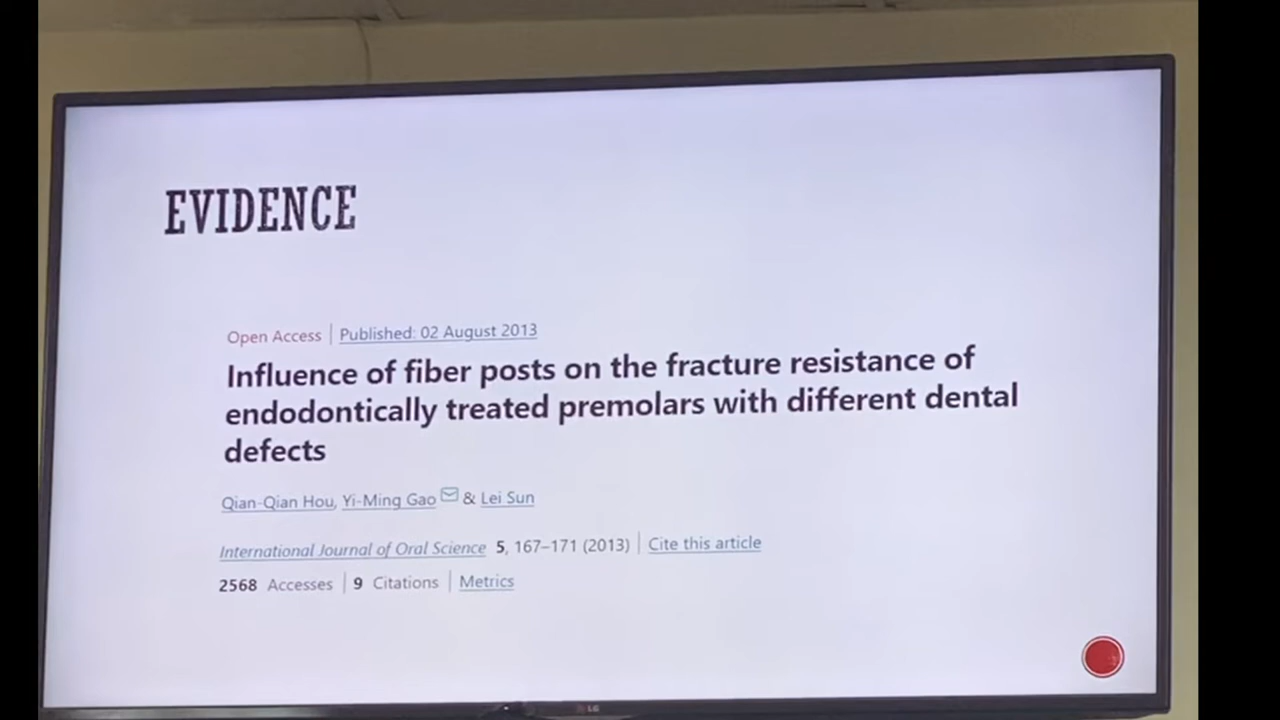 EVIDENCE
Open Access | Published: 02 August 2013
Influence of fiber posts on the fracture resistance of
endodontically treated premolars with different dental
defects
Qian-Qian Hou, Yi-Ming Gao & Lei Sun
International Journal of Oral Science 5, 167–171 (2013) | Cite this article
2568 Accesses | 9 Citations | Metrics
LG